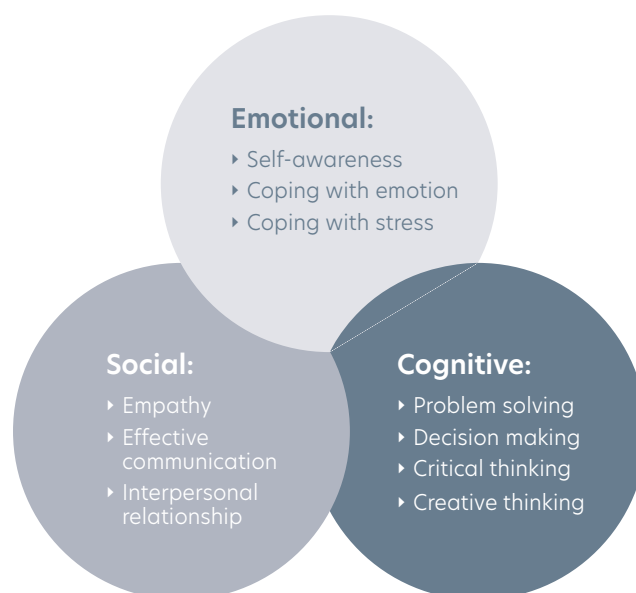 Emotional:
‣ Self-awareness
‣ Coping with emotion
‣ Coping with stress
Social:
‣ Empathy
‣ Effective
communication
‣ Interpersonal
relationship
Cognitive:
‣ Problem solving
‣ Decision making
‣ Critical thinking
‣ Creative thinking